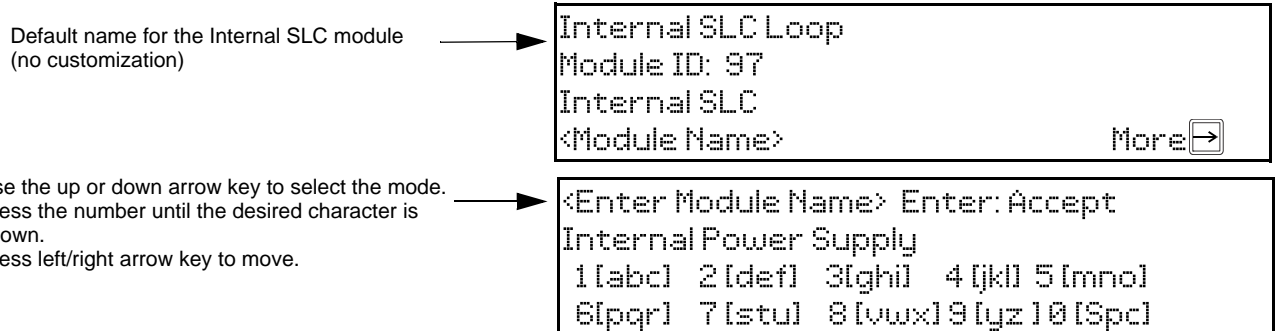 Default name for the Internal SLC module
(no customization)
Internal SLC Loop
Module ID: 97
Internal SLC
<Module Name> More →
se the up or down arrow key to select the mode.
ess the number until the desired character is
own.
ess left/right arrow key to move.
<Enter Module Name> Enter: Accept
Internal Power Supply
1 [abc] 2 [def] 3[ghi] 4 [jkl] 5 [mno]
6[pqr] 7 [stu] 8 [vwx] 9 [yz ] 0 [Spc]